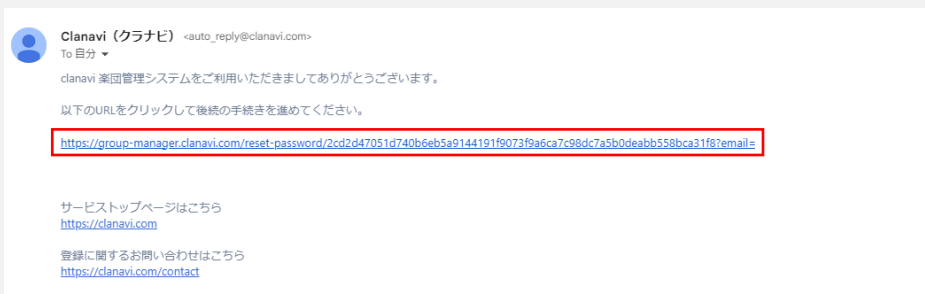 Clanavi（クラナビ） <auto_reply@clanavi.com>
To 自分
clanavi 楽団管理システムをご利用いただきましてありがとうございます。
以下のURLをクリックして後続の手続きを進めてください。
https://group-manager.clanavi.com/reset-password/2cd2d47051d740b6eb5a9144191f9073f9a6ca7c98dc7a5b0deabb558bca31f8?email=
サービストップページはこちら
https://clanavi.com
登録に関するお問い合わせはこちら
https://clanavi.com/contact